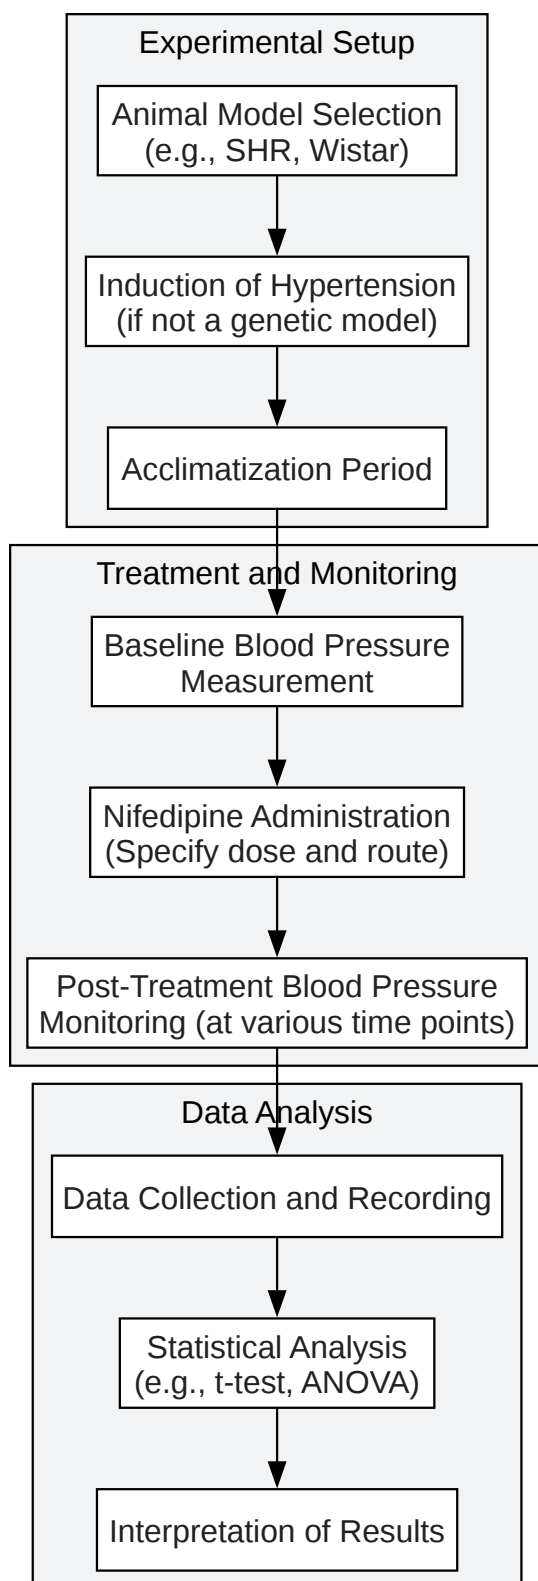 Experimental Setup
Animal Model Selection
(e.g., SHR, Wistar)
Induction of Hypertension
(if not a genetic model)
Acclimatization Period
Treatment and Monitoring
Baseline Blood Pressure
Measurement
Nifedipine Administration
(Specify dose and route)
Post-Treatment Blood Pressure
Monitoring (at various time points)
Data Analysis
Data Collection and Recording
Statistical Analysis
(e.g., t-test, ANOVA)
Interpretation of Results